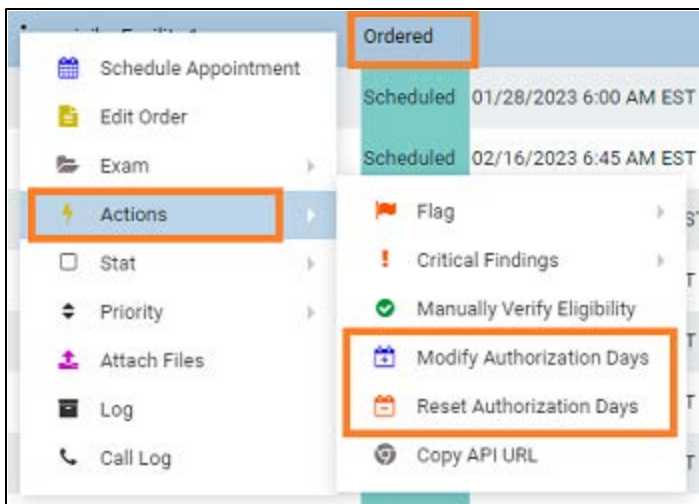 Ordered
Schedule Appointment
Scheduled 01/28/2023 6:00 AM EST
Edit Order
Exam
Scheduled 02/16/2023 6:45 AM EST
Actions
Flag
Stat
Critical Findings
Priority
Manually Verify Eligibility
Attach Files
Modify Authorization Days
Log
Reset Authorization Days
Call Log
Copy API URL